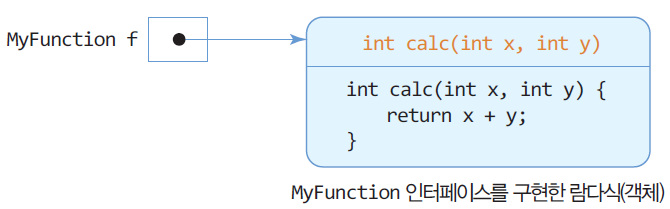 MyFunction f
int calc(int x, int y)
int calc(int x, int y) {
return x + y;
}
MyFunction 인터페이스를 구현한 람다식(객체)